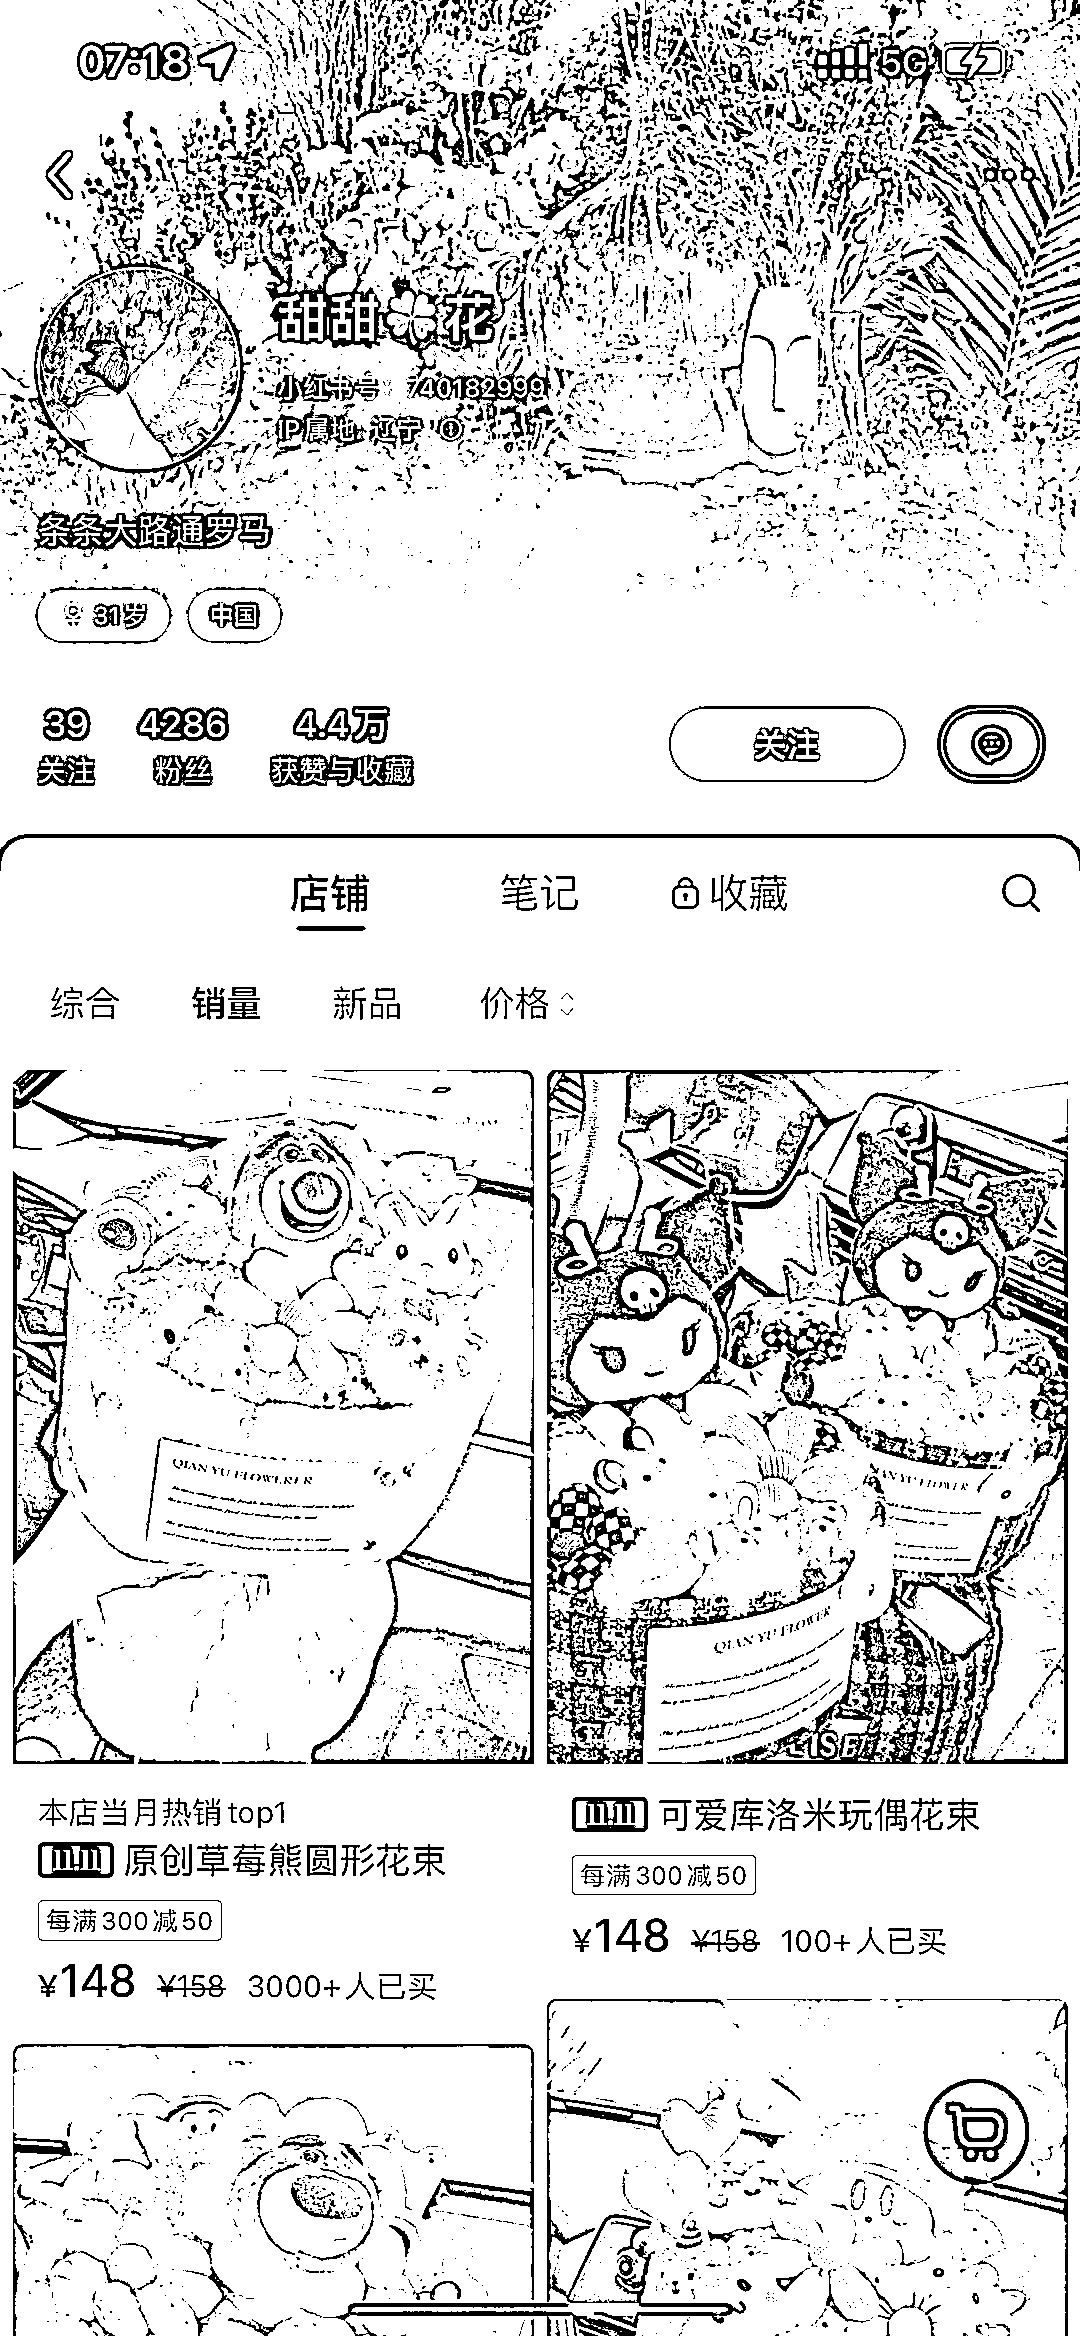 07:18
5G
甜甜🍀花
小红书号 740182999
IP属地 辽宁
条条大路通罗马
31岁
中国
39 4286 4.4万
关注 粉丝 获赞与收藏
关注
店铺 笔记 收藏
综合 销量 新品 价格
QIAN YU FLOWERER
QIAN YU FLOWER
QIAN YU FLOWER
本店当月热销top1
原创草莓熊圆形花束
每满300减50
¥148 ¥158 3000+人已买
可爱库洛米玩偶花束
每满300减50
¥148 ¥158 100+人已买